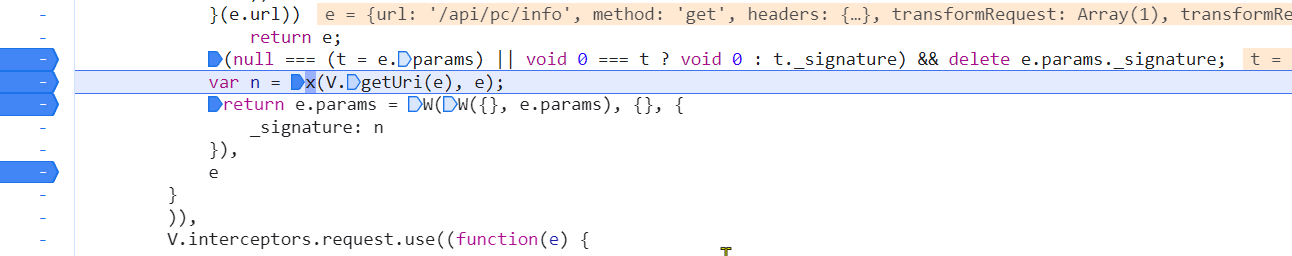 }(e.url)) e = {url: '/api/pc/info', method: 'get', headers: {…}, transformRequest: Array(1), transformRe
return e;
(null === (t = e.params) || void 0 === t ? void 0 : t._signature) && delete e.params._signature; t =
var n = x(V.getUri(e), e);
return e.params = W(W({}, e.params), {}, {
_signature: n
}),
e
}
)),
V.interceptors.request.use((function(e) {